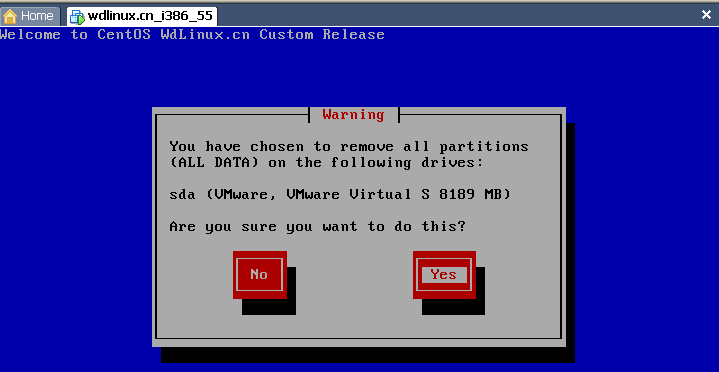 Home
wdlinux.cn_i386_55
Welcome to CentOS WdLinux.cn Custom Release
Warning
You have chosen to remove all partitions
(ALL DATA) on the following drives:
sda (VMware, VMware Virtual S 8189 MB)
Are you sure you want to do this?
No
Yes